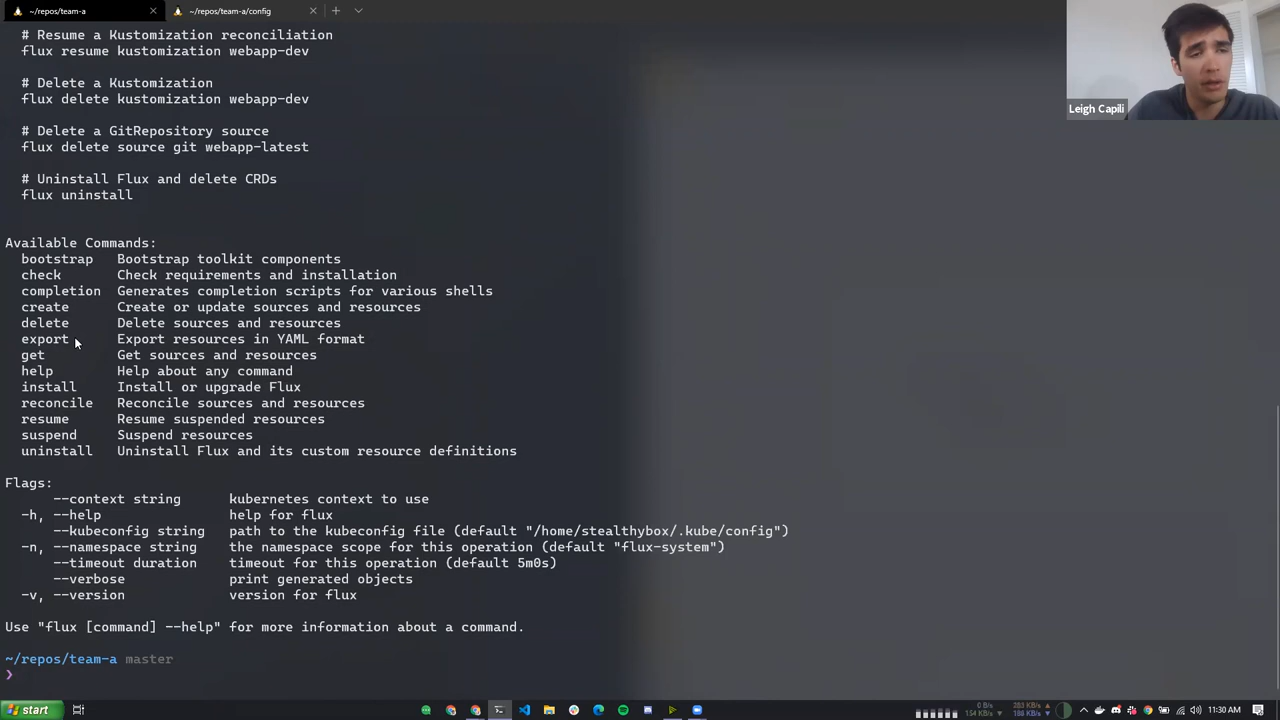 ~/repos/team-a
~/repos/team-a/config
# Resume a Kustomization reconciliation
flux resume kustomization webapp-dev
# Delete a Kustomization
flux delete kustomization webapp-dev
# Delete a GitRepository source
flux delete source git webapp-latest
# Uninstall Flux and delete CRDs
flux uninstall
Available Commands:
bootstrap Bootstrap toolkit components
check Check requirements and installation
completion Generates completion scripts for various shells
create Create or update sources and resources
delete Delete sources and resources
export Export resources in YAML format
get Get sources and resources
help Help about any command
install Install or upgrade Flux
reconcile Reconcile sources and resources
resume Resume suspended resources
suspend Suspend resources
uninstall Uninstall Flux and its custom resource definitions
Flags:
--context string kubernetes context to use
-h, --help help for flux
--kubeconfig string path to the kubeconfig file (default "/home/stealthybox/.kube/config")
-n, --namespace string the namespace scope for this operation (default "flux-system")
--timeout duration timeout for this operation (default 5m0s)
--verbose print generated objects
-v, --version version for flux
Use "flux [command] --help" for more information about a command.
~/repos/team-a master
❯
Leigh Capili
start
0 B/s
154 KB/s
11:30 AM